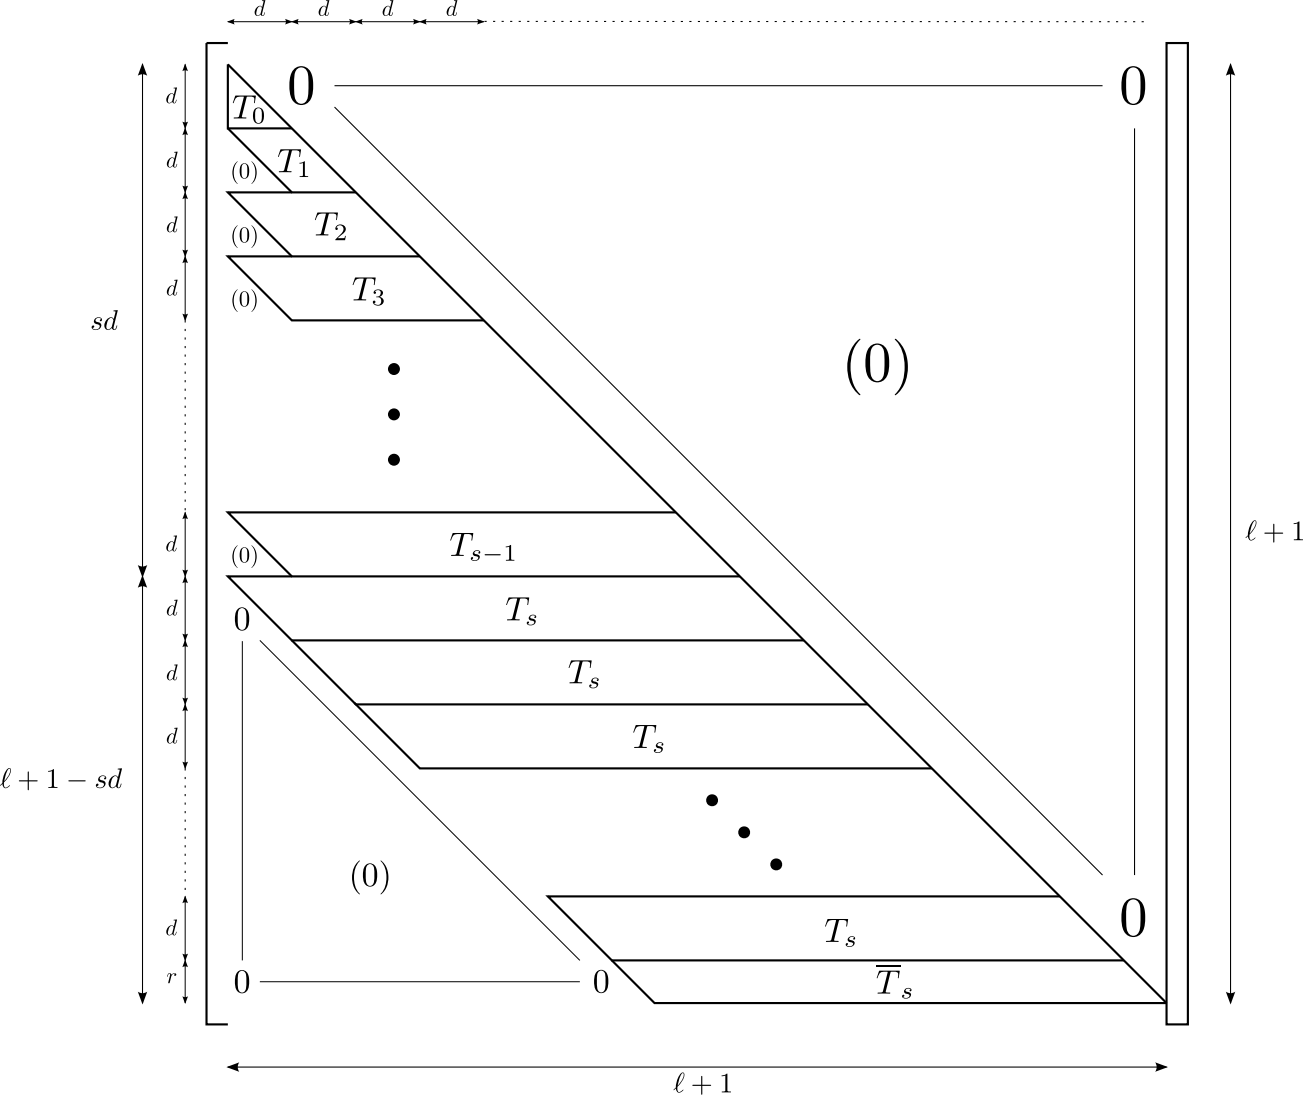 d d d d
0 0
d T₀
d (0) T₁
d (0) T₂
d (0) T₃
sd
(0)
d (0) Tₛ₋₁
ℓ + 1
d 0 Tₛ
d Tₛ
d Tₛ
ℓ + 1 − sd
(0)
d Tₛ 0
r 0 0 T̅ₛ
ℓ + 1